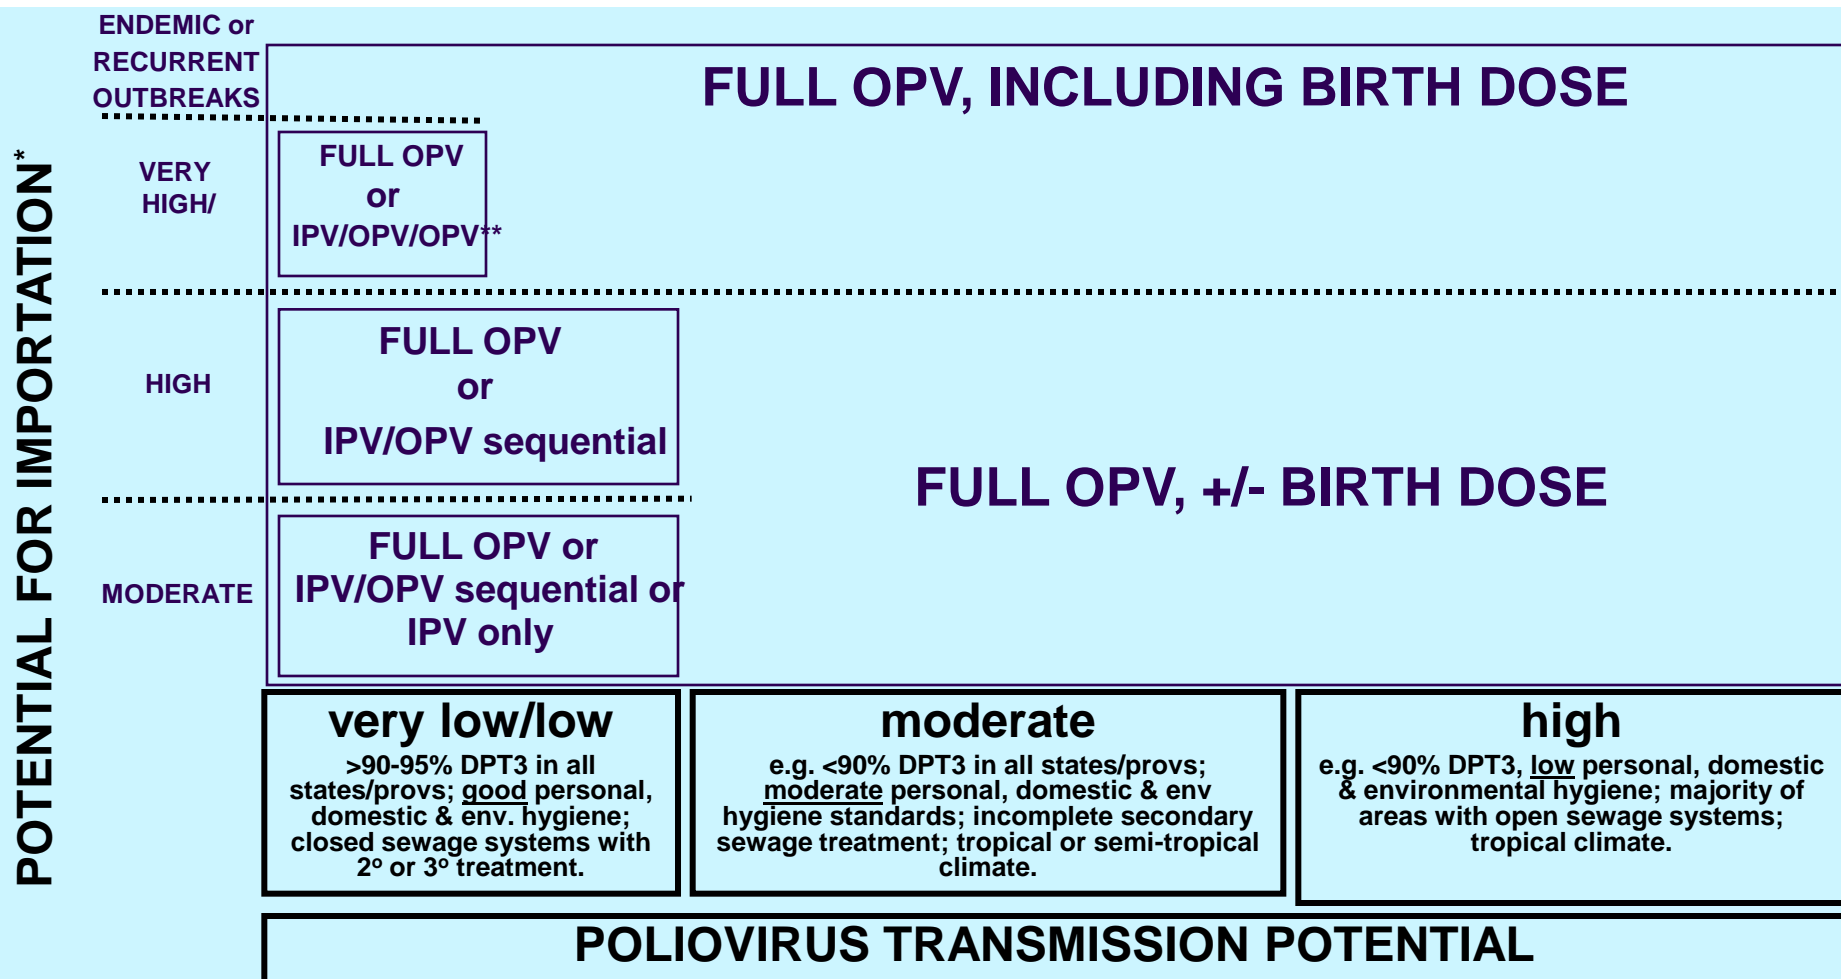 POTENTIAL FOR IMPORTATION*
ENDEMIC or
RECURRENT
OUTBREAKS
FULL OPV, INCLUDING BIRTH DOSE
VERY
HIGH/
FULL OPV
or
IPV/OPV/OPV**
HIGH
FULL OPV
or
IPV/OPV sequential
FULL OPV, +/- BIRTH DOSE
MODERATE
FULL OPV or
IPV/OPV sequential or
IPV only
very low/low
>90-95% DPT3 in all
states/provs; good personal,
domestic & env. hygiene;
closed sewage systems with
2º or 3º treatment.
moderate
e.g. <90% DPT3 in all states/provs;
moderate personal, domestic & env
hygiene standards; incomplete secondary
sewage treatment; tropical or semi-tropical
climate.
high
e.g. <90% DPT3, low personal, domestic
& environmental hygiene; majority of
areas with open sewage systems;
tropical climate.
POLIOVIRUS TRANSMISSION POTENTIAL